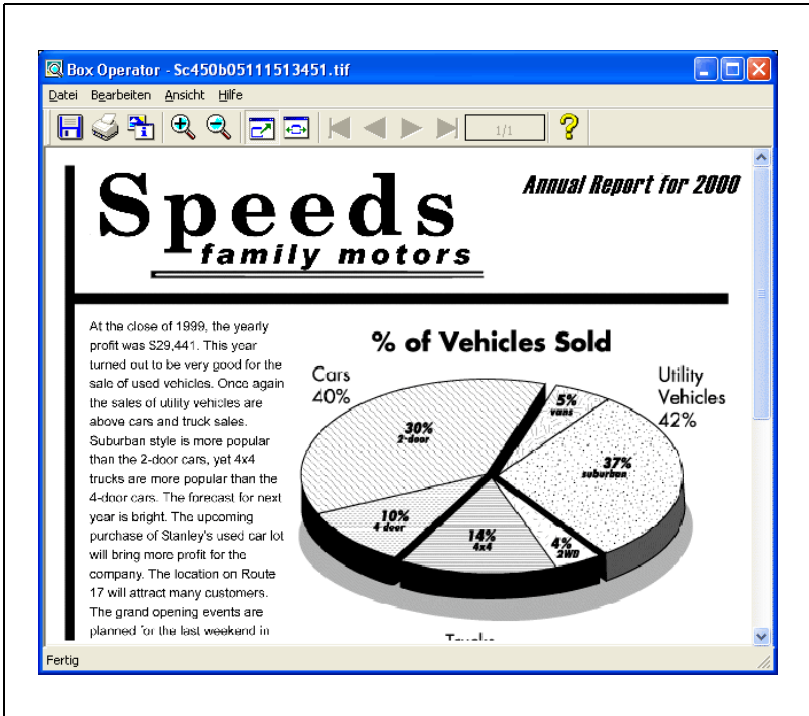 Box Operator - Sc450b05111513451.tif
Datei Bearbeiten Ansicht Hilfe
1/1
Speeds
family motors
Annual Report for 2000
At the close of 1999, the yearly
profit was $29,441. This year
turned out to be very good for the
sale of used vehicles. Once again
the sales of utility vehicles are
above cars and truck sales.
Suburban style is more popular
than the 2-door cars, yet 4x4
trucks are more popular than the
4-door cars. The forecast for next
year is bright. The upcoming
purchase of Stanley's used car lot
will bring more profit for the
company. The location on Route
17 will attract many customers.
The grand opening events are
planned for the last weekend in
% of Vehicles Sold
Cars
40%
Utility
Vehicles
42%
5%
vans
30%
2-door
37%
suburban
10%
4 door
14%
4x4
4%
2WD
Trucks
Fertig